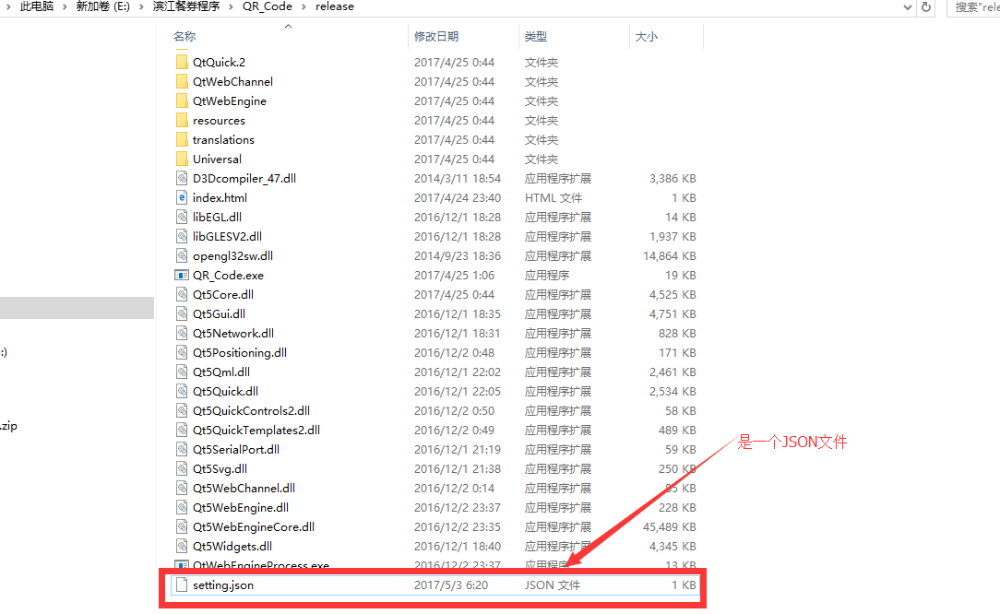 此电脑 › 新加卷 (E:) › 滨江餐券程序 › QR_Code › release 搜索"rele
名称 修改日期 类型 大小
QtQuick.2 2017/4/25 0:44 文件夹
QtWebChannel 2017/4/25 0:44 文件夹
QtWebEngine 2017/4/25 0:44 文件夹
resources 2017/4/25 0:44 文件夹
translations 2017/4/25 0:44 文件夹
Universal 2017/4/25 0:44 文件夹
D3Dcompiler_47.dll 2014/3/11 18:54 应用程序扩展 3,386 KB
index.html 2017/4/24 23:40 HTML 文件 1 KB
libEGL.dll 2016/12/1 18:28 应用程序扩展 14 KB
libGLESV2.dll 2016/12/1 18:28 应用程序扩展 1,937 KB
opengl32sw.dll 2014/9/23 18:36 应用程序扩展 14,864 KB
QR_Code.exe 2017/4/25 1:06 应用程序 19 KB
Qt5Core.dll 2017/4/25 0:44 应用程序扩展 4,525 KB
Qt5Gui.dll 2016/12/1 18:35 应用程序扩展 4,751 KB
Qt5Network.dll 2016/12/1 18:31 应用程序扩展 828 KB
:)
Qt5Positioning.dll 2016/12/2 0:48 应用程序扩展 171 KB
Qt5Qml.dll 2016/12/1 22:02 应用程序扩展 2,461 KB
Qt5Quick.dll 2016/12/1 22:05 应用程序扩展 2,534 KB
Qt5QuickControls2.dll 2016/12/2 0:50 应用程序扩展 58 KB
.zip
Qt5QuickTemplates2.dll 2016/12/2 0:49 应用程序扩展 489 KB
是一个JSON文件
Qt5SerialPort.dll 2016/12/1 21:19 应用程序扩展 59 KB
Qt5Svg.dll 2016/12/1 21:38 应用程序扩展 250 KB
Qt5WebChannel.dll 2016/12/2 0:14 应用程序扩展 KB
Qt5WebEngine.dll 2016/12/2 23:37 应用程序扩展 228 KB
Qt5WebEngineCore.dll 2016/12/2 23:35 应用程序扩展 45,489 KB
Qt5Widgets.dll 2016/12/1 18:40 应用程序扩展 4,345 KB
QtWebEngineProcess.exe 2016/12/2 23:37 应用程序 13 KB
setting.json 2017/5/3 6:20 JSON 文件 1 KB